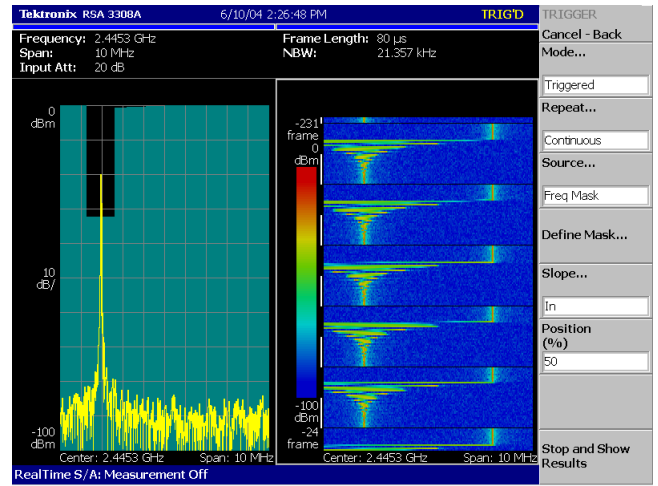 Tektronix RSA 3308A 6/10/04 2:26:48 PM TRIG'D TRIGGER
Frequency: 2.4453 GHz Frame Length: 80 µs
Span: 10 MHz NBW: 21.357 kHz
Input Att: 20 dB
Cancel - Back
Mode...
Triggered
Repeat...
Continuous
Source...
Freq Mask
Define Mask...
Slope...
In
Position
(%)
50
Stop and Show
Results
0
dBm
10
dB/
-100
dBm
Center: 2.4453 GHz Span: 10 MHz
-231
frame
0
dBm
-100
dBm
-24
frame
Center: 2.4453 GHz Span: 10 MHz
RealTime S/A: Measurement Off